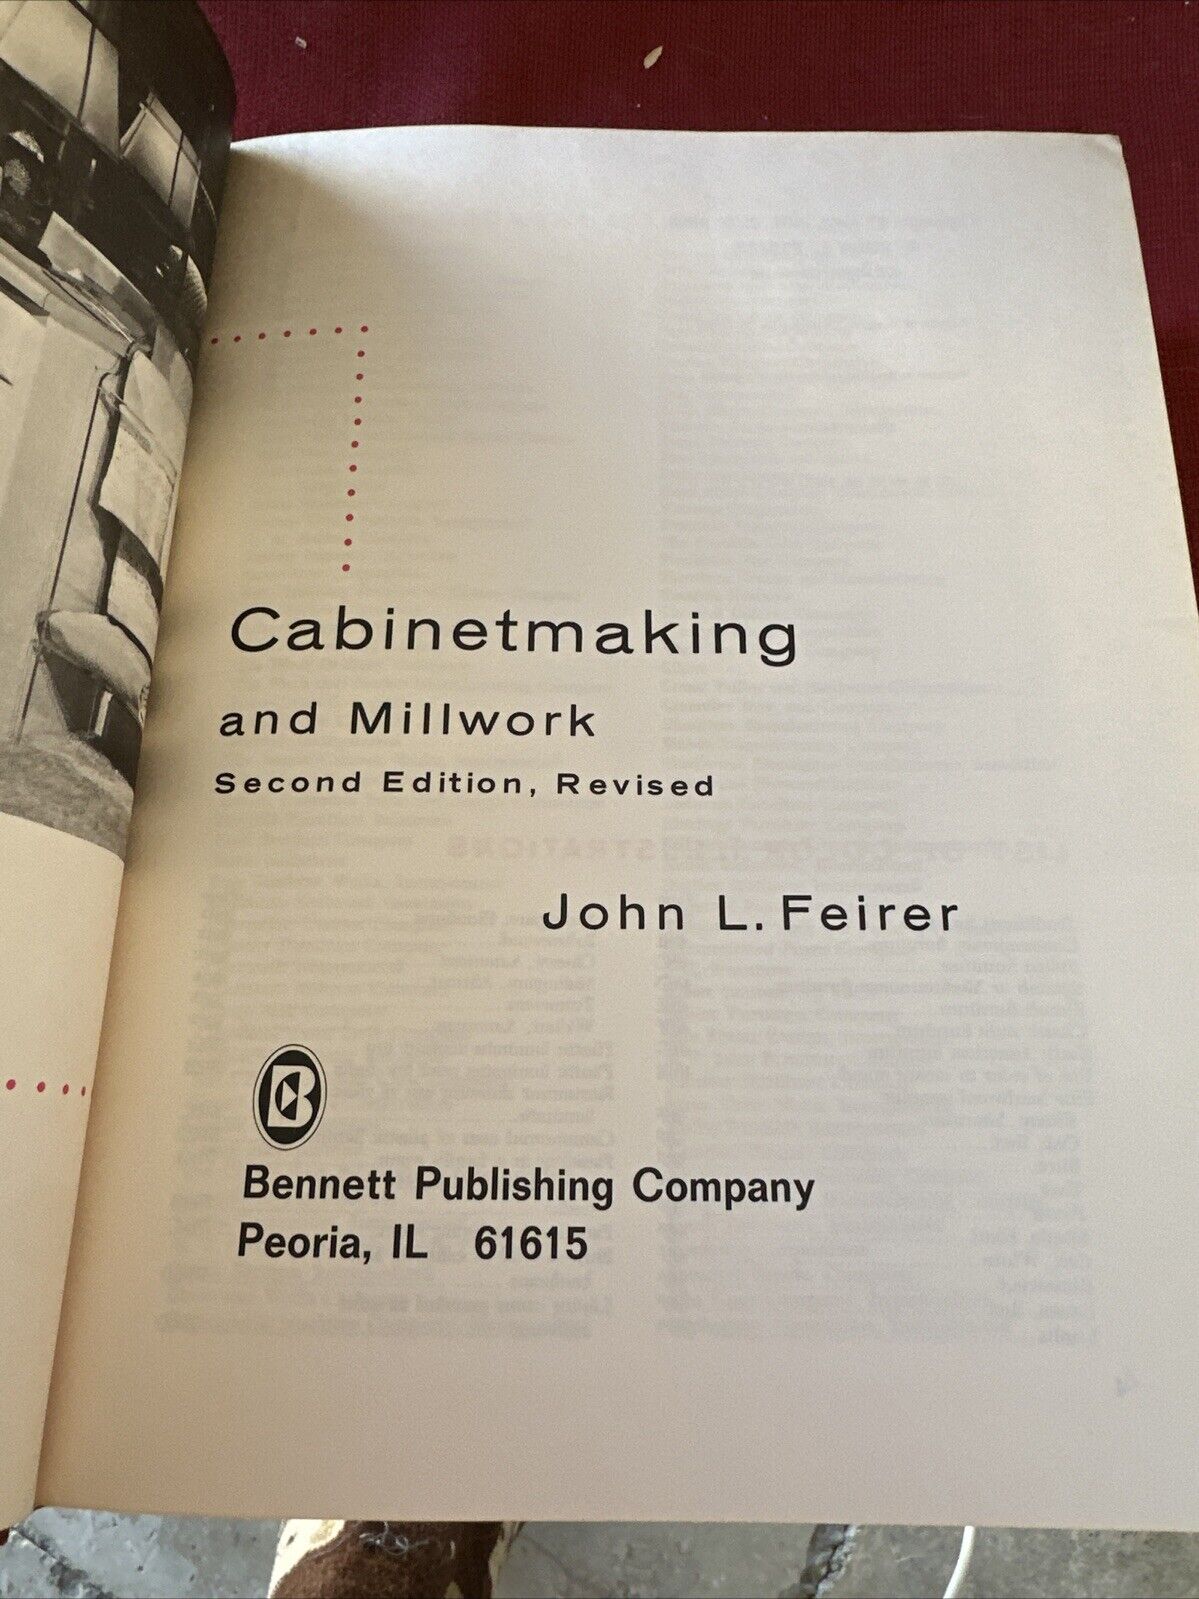 Cabinetmaking
and Millwork
Second Edition, Revised
John L. Feirer
B
Bennett Publishing Company
Peoria, IL 61615